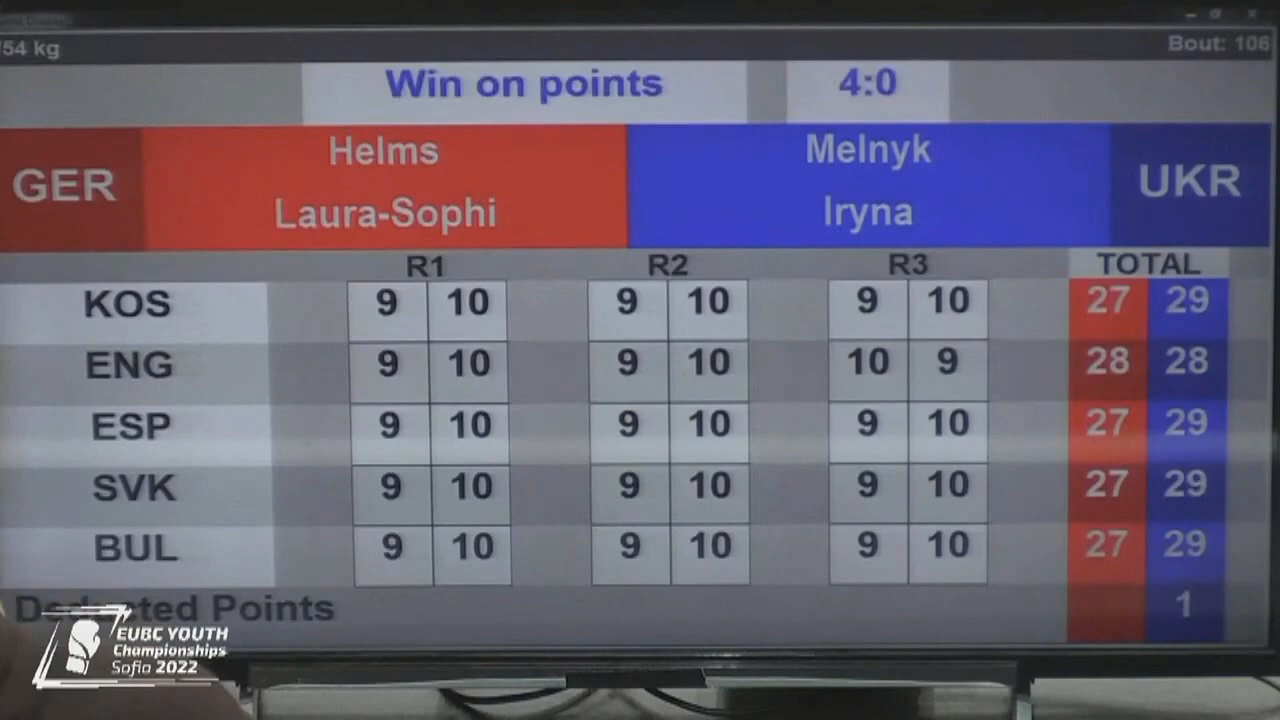 54 kg Bout: 106
Win on points 4:0
GER Helms Laura-Sophi Melnyk Iryna UKR
R1 R2 R3 TOTAL
KOS 9 10 9 10 9 10 27 29
ENG 9 10 9 10 10 9 28 28
ESP 9 10 9 10 9 10 27 29
SVK 9 10 9 10 9 10 27 29
BUL 9 10 9 10 9 10 27 29
Deducted Points 1
EUBC YOUTH
Championships
Sofia 2022